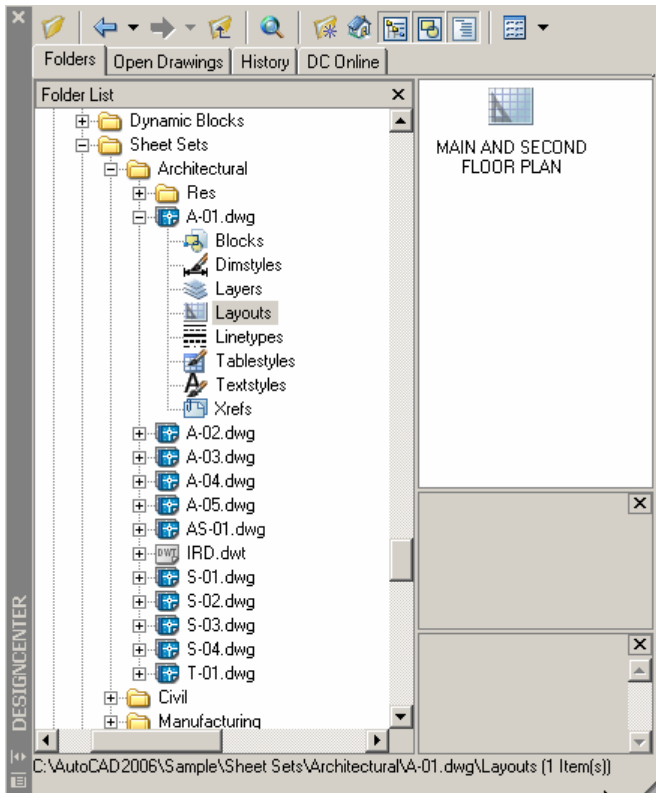 Folders Open Drawings History DC Online
Folder List
Dynamic Blocks
Sheet Sets
Architectural
Res
A-01.dwg
Blocks
Dimstyles
Layers
Layouts
Linetypes
Tablestyles
Textstyles
Xrefs
A-02.dwg
A-03.dwg
A-04.dwg
A-05.dwg
AS-01.dwg
DWT IRD.dwt
S-01.dwg
S-02.dwg
S-03.dwg
S-04.dwg
T-01.dwg
Civil
Manufacturing
MAIN AND SECOND
FLOOR PLAN
DESIGNCENTER
C:\AutoCAD2006\Sample\Sheet Sets\Architectural\A-01.dwg\Layouts (1 Item(s))